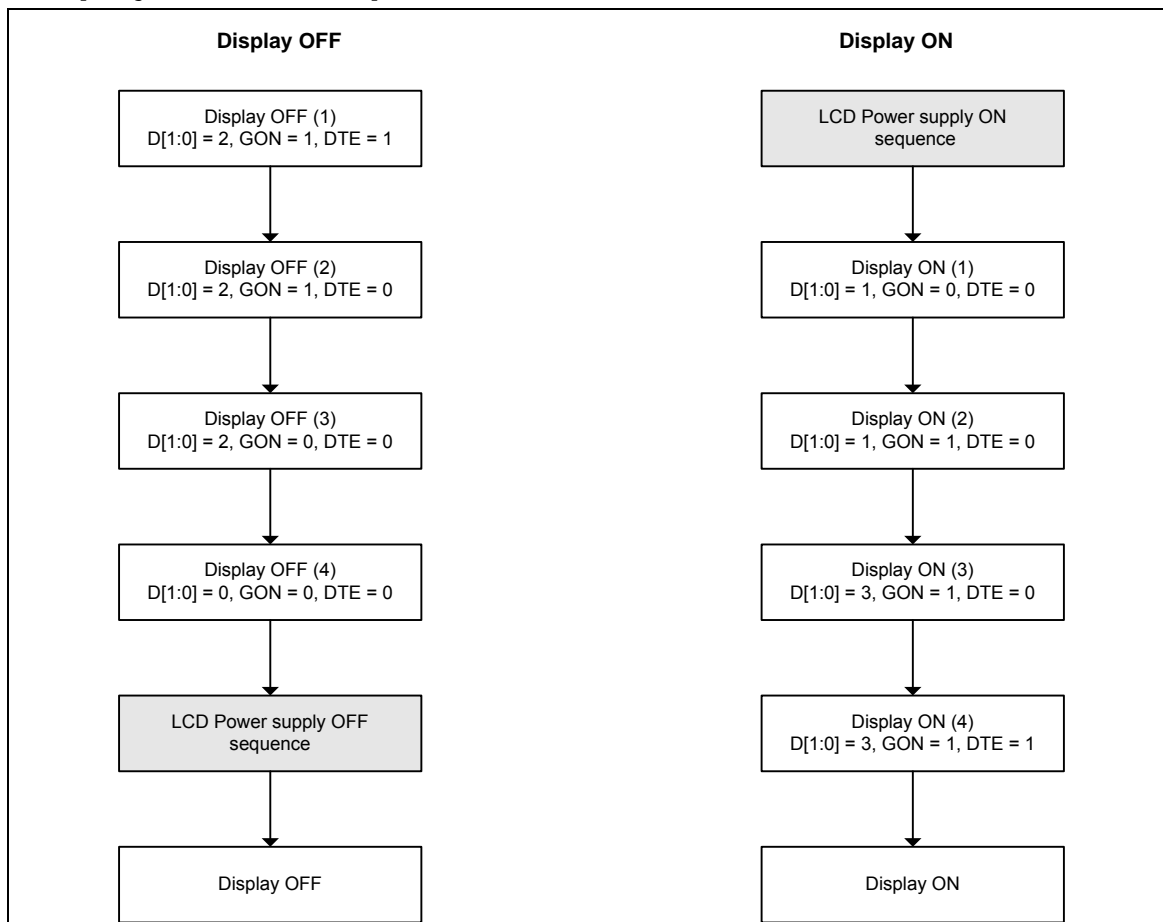 Display OFF
Display OFF (1)
D[1:0] = 2, GON = 1, DTE = 1
Display OFF (2)
D[1:0] = 2, GON = 1, DTE = 0
Display OFF (3)
D[1:0] = 2, GON = 0, DTE = 0
Display OFF (4)
D[1:0] = 0, GON = 0, DTE = 0
LCD Power supply OFF
sequence
Display OFF
Display ON
LCD Power supply ON
sequence
Display ON (1)
D[1:0] = 1, GON = 0, DTE = 0
Display ON (2)
D[1:0] = 1, GON = 1, DTE = 0
Display ON (3)
D[1:0] = 3, GON = 1, DTE = 0
Display ON (4)
D[1:0] = 3, GON = 1, DTE = 1
Display ON